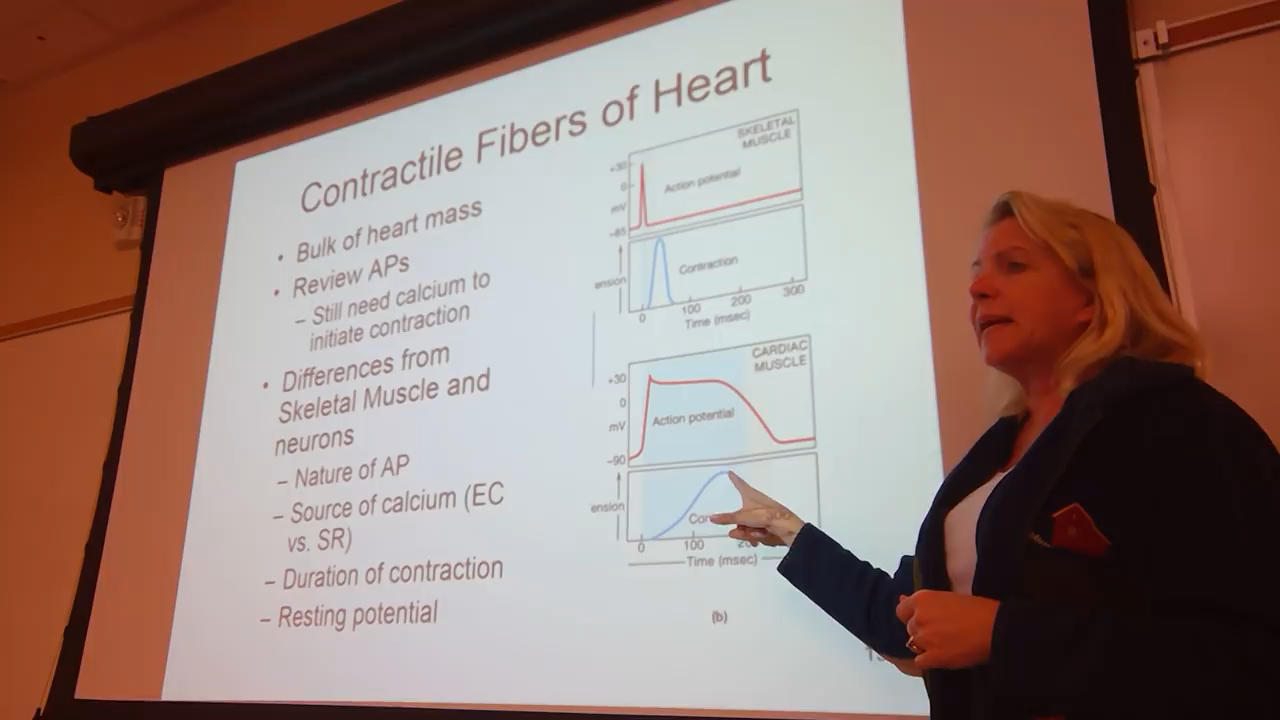 Contractile Fibers of Heart
• Bulk of heart mass
• Review APs
– Still need calcium to
initiate contraction
• Differences from
Skeletal Muscle and
neurons
– Nature of AP
– Source of calcium (EC
vs. SR)
– Duration of contraction
– Resting potential
SKELETAL
MUSCLE
+30
0
mV
-85
Action potential
ension
Contraction
0 100 200 300
Time (msec)
CARDIAC
MUSCLE
+30
0
mV
-90
Action potential
ension
Con
0 100 20
Time (msec)
(b)